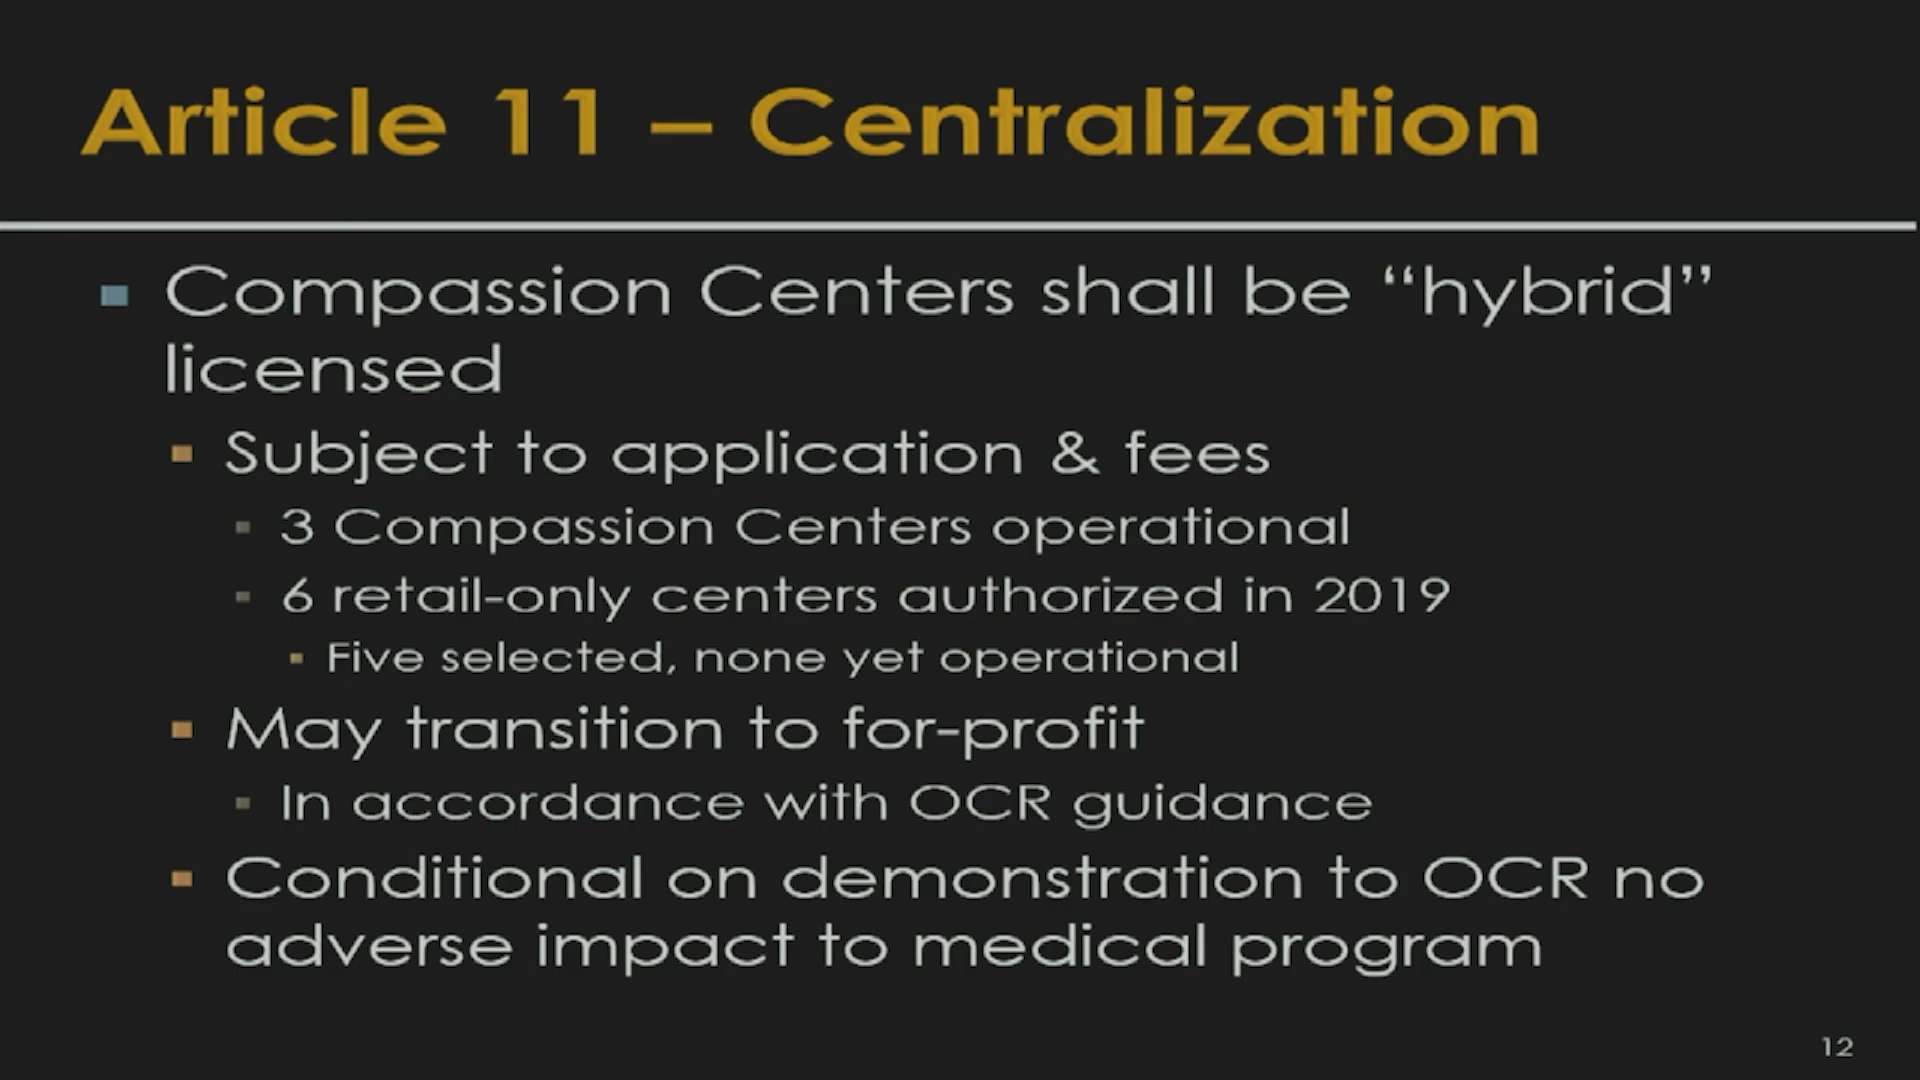 Article 11 – Centralization
Compassion Centers shall be “hybrid”
licensed
Subject to application & fees
3 Compassion Centers operational
6 retail-only centers authorized in 2019
Five selected, none yet operational
May transition to for-profit
In accordance with OCR guidance
Conditional on demonstration to OCR no
adverse impact to medical program
12